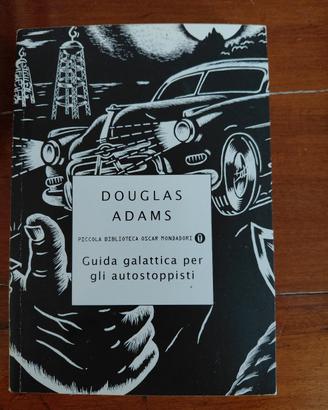 DOUGLAS
ADAMS
PICCOLA BIBLIOTECA OSCAR MONDADORI
Guida galattica per
gli autostoppisti